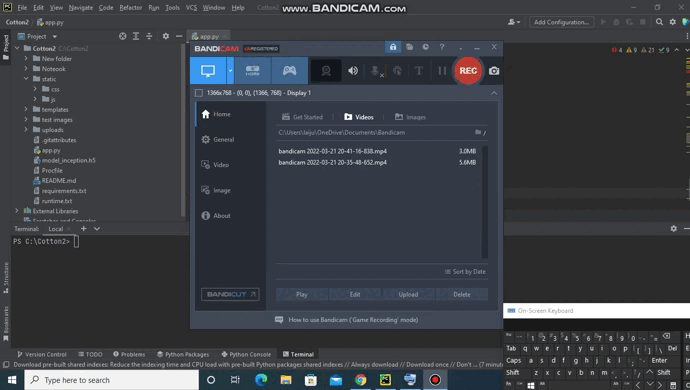 PC File Edit View Navigate Code Refactor Run Tools VCS Window Help Cotton2
www.BANDICAM.com
Cotton2 app.py
Add Configuration...
Project
Project
app.py
4 9 21 9
Cotton2 C:\Cotton2
New folder
Notebook
static
css
js
templates
test images
uploads
.gitattributes
app.py
model_inception.h5
Procfile
README.md
requirements.txt
runtime.txt
External Libraries
Scratches and Consoles
BANDICAM UNREGISTERED
REC
1366x768 - (0, 0), (1366, 768) - Display 1
Home
General
Video
Image
About
BANDICUT
Get Started Videos Images
C:\Users\laiju\OneDrive\Documents\Bandicam
bandicam 2022-03-21 20-41-16-838.mp4 3.0MB
bandicam 2022-03-21 20-35-48-652.mp4 5.6MB
Sort by Date
Play Edit Upload Delete
How to use Bandicam ('Game Recording' mode)
Terminal: Local
PS C:\Cotton2>
Structure
Bookmarks
On-Screen Keyboard
Tab q w e r t y u i o p [ ] \ Del
Caps a s d f g h j k l ; ' Enter
Shift z x c v b n m , . / Shift
Fn Ctrl Alt Alt Ctrl
Version Control TODO Problems Python Packages Python Console Terminal
Download pre-built shared indexes: Reduce the indexing time and CPU load with pre-built Python packages shared indexes // Always download // Download once // Don't ... (7 minute
Type here to search